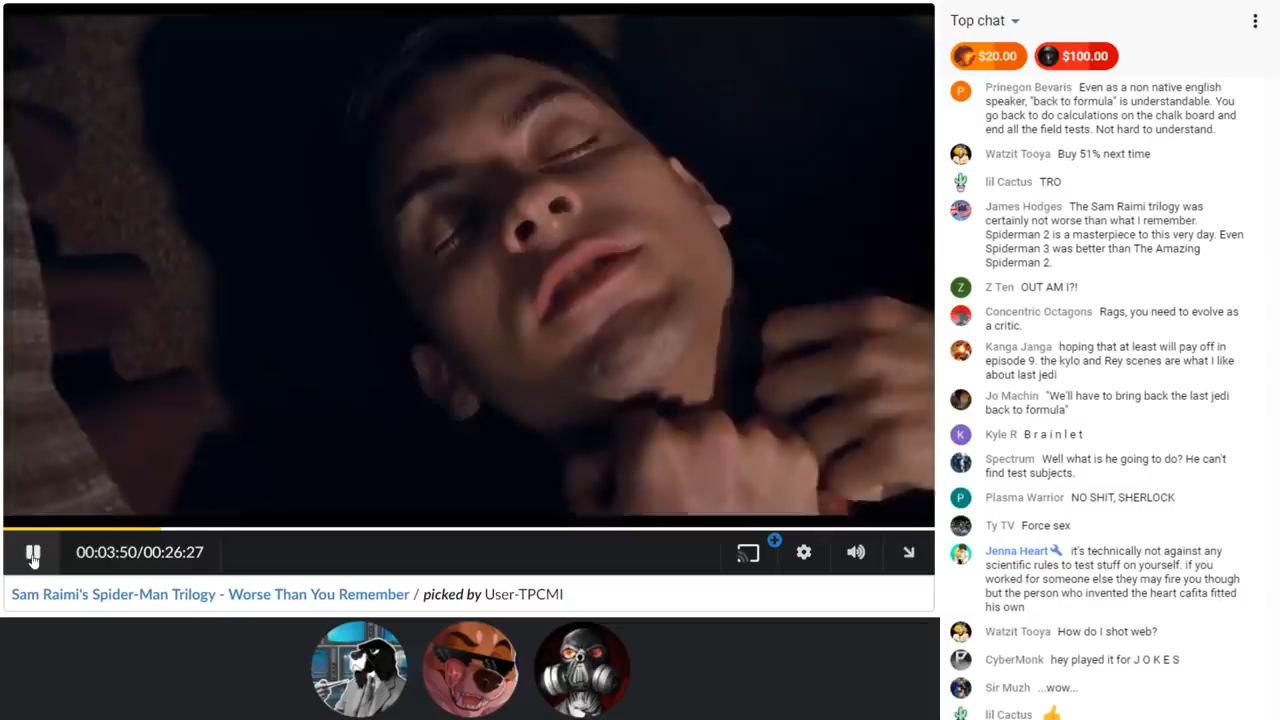 Top chat
$20.00
$100.00
P
Prinegon Bevaris Even as a non native english
speaker, "back to formula" is understandable. You
go back to do calculations on the chalk board and
end all the field tests. Not hard to understand.
Watzit Tooya Buy 51% next time
lil Cactus TRO
James Hodges The Sam Raimi trilogy was
certainly not worse than what I remember.
Spiderman 2 is a masterpiece to this very day. Even
Spiderman 3 was better than The Amazing
Spiderman 2.
Z
Z Ten OUT AM I?!
Concentric Octagons Rags, you need to evolve as
a critic.
Kanga Janga hoping that at least will pay off in
episode 9. the kylo and Rey scenes are what I like
about last jedi
Jo Machin "We'll have to bring back the last jedi
back to formula"
K
Kyle R B r a i n l e t
Spectrum Well what is he going to do? He can't
find test subjects.
P
Plasma Warrior NO SHIT, SHERLOCK
Ty TV Force sex
Jenna Heart it's technically not against any
scientific rules to test stuff on yourself. if you
worked for someone else they may fire you though
but the person who invented the heart cafita fitted
his own
Watzit Tooya How do I shot web?
CyberMonk hey played it for J O K E S
Sir Muzh ...wow...
lil Cactus 👍
00:03:50/00:26:27
Sam Raimi's Spider-Man Trilogy - Worse Than You Remember / picked by User-TPCMI